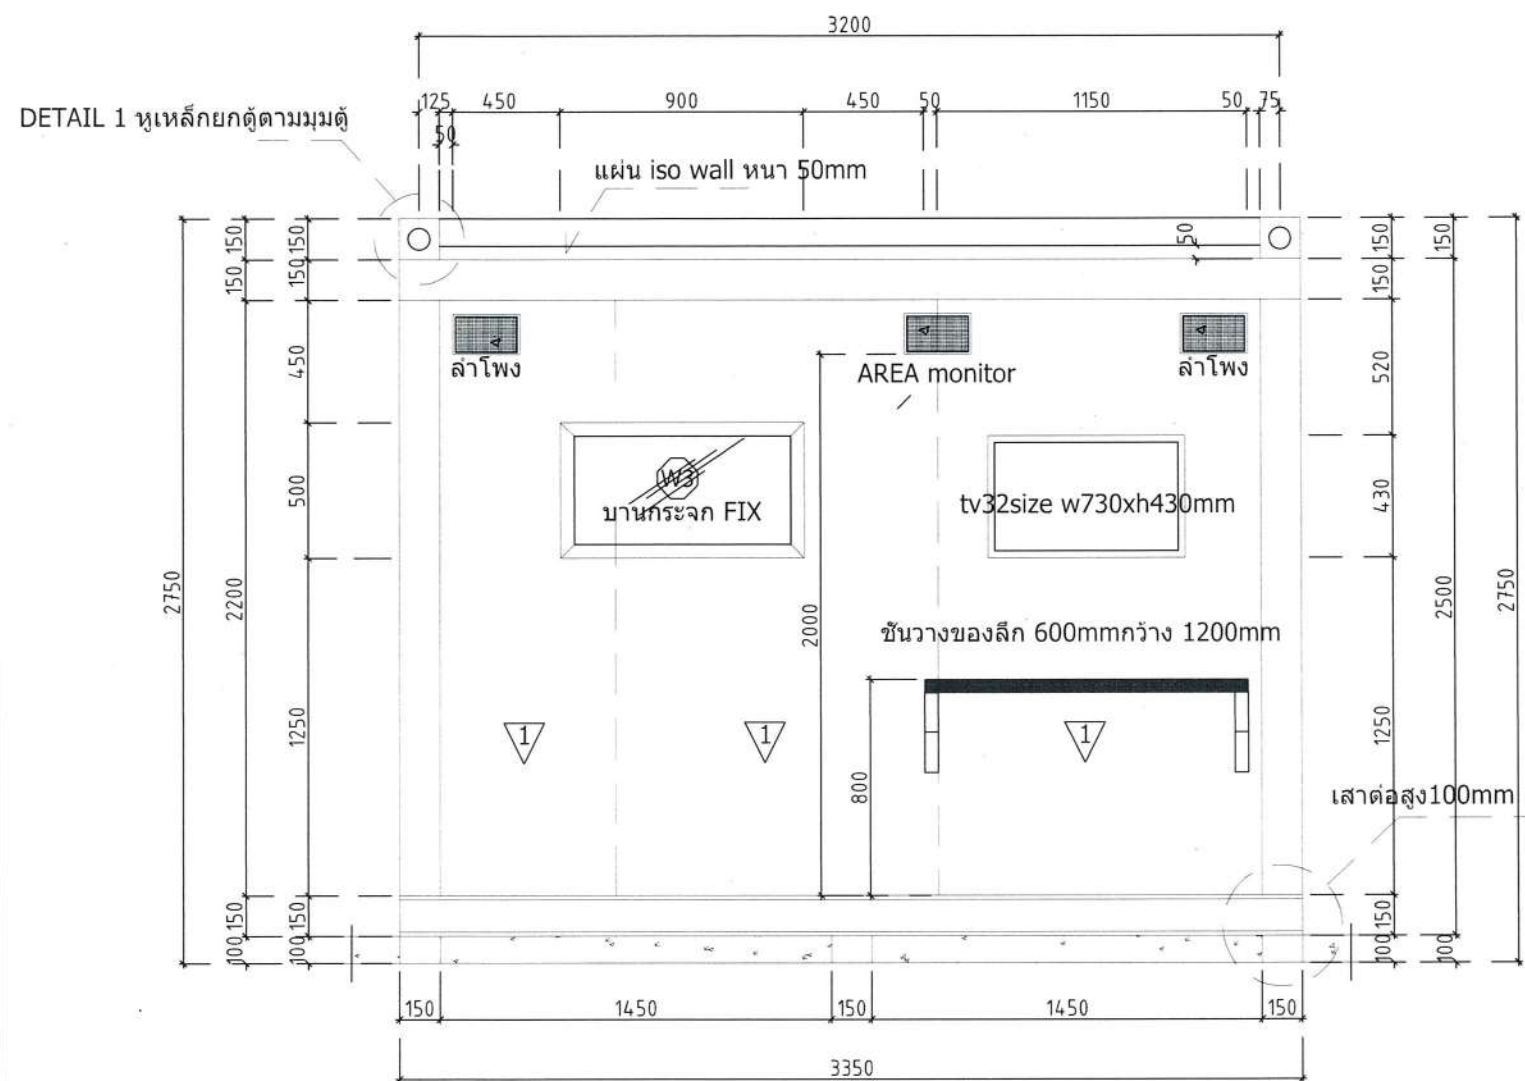 3200
125 450 900 450 50 1150 50 75
DETAIL 1 หูเหล็กยกตู้ตามมุมตู้
50
แผ่น iso wall หนา 50mm
150 150 50 150 150
150 150
450 ลำโพง AREA monitor ลำโพง 520
500 W3 430
บานกระจก FIX tv32size w730xh430mm
2750 2200 2000 2500 2750
ชั้นวางของลึก 600mmกว้าง 1200mm
1250 1 1 1 1250
800
เสาต่อสูง100mm
150 150 150
100 100 100 100
150 1450 150 1450 150
3350